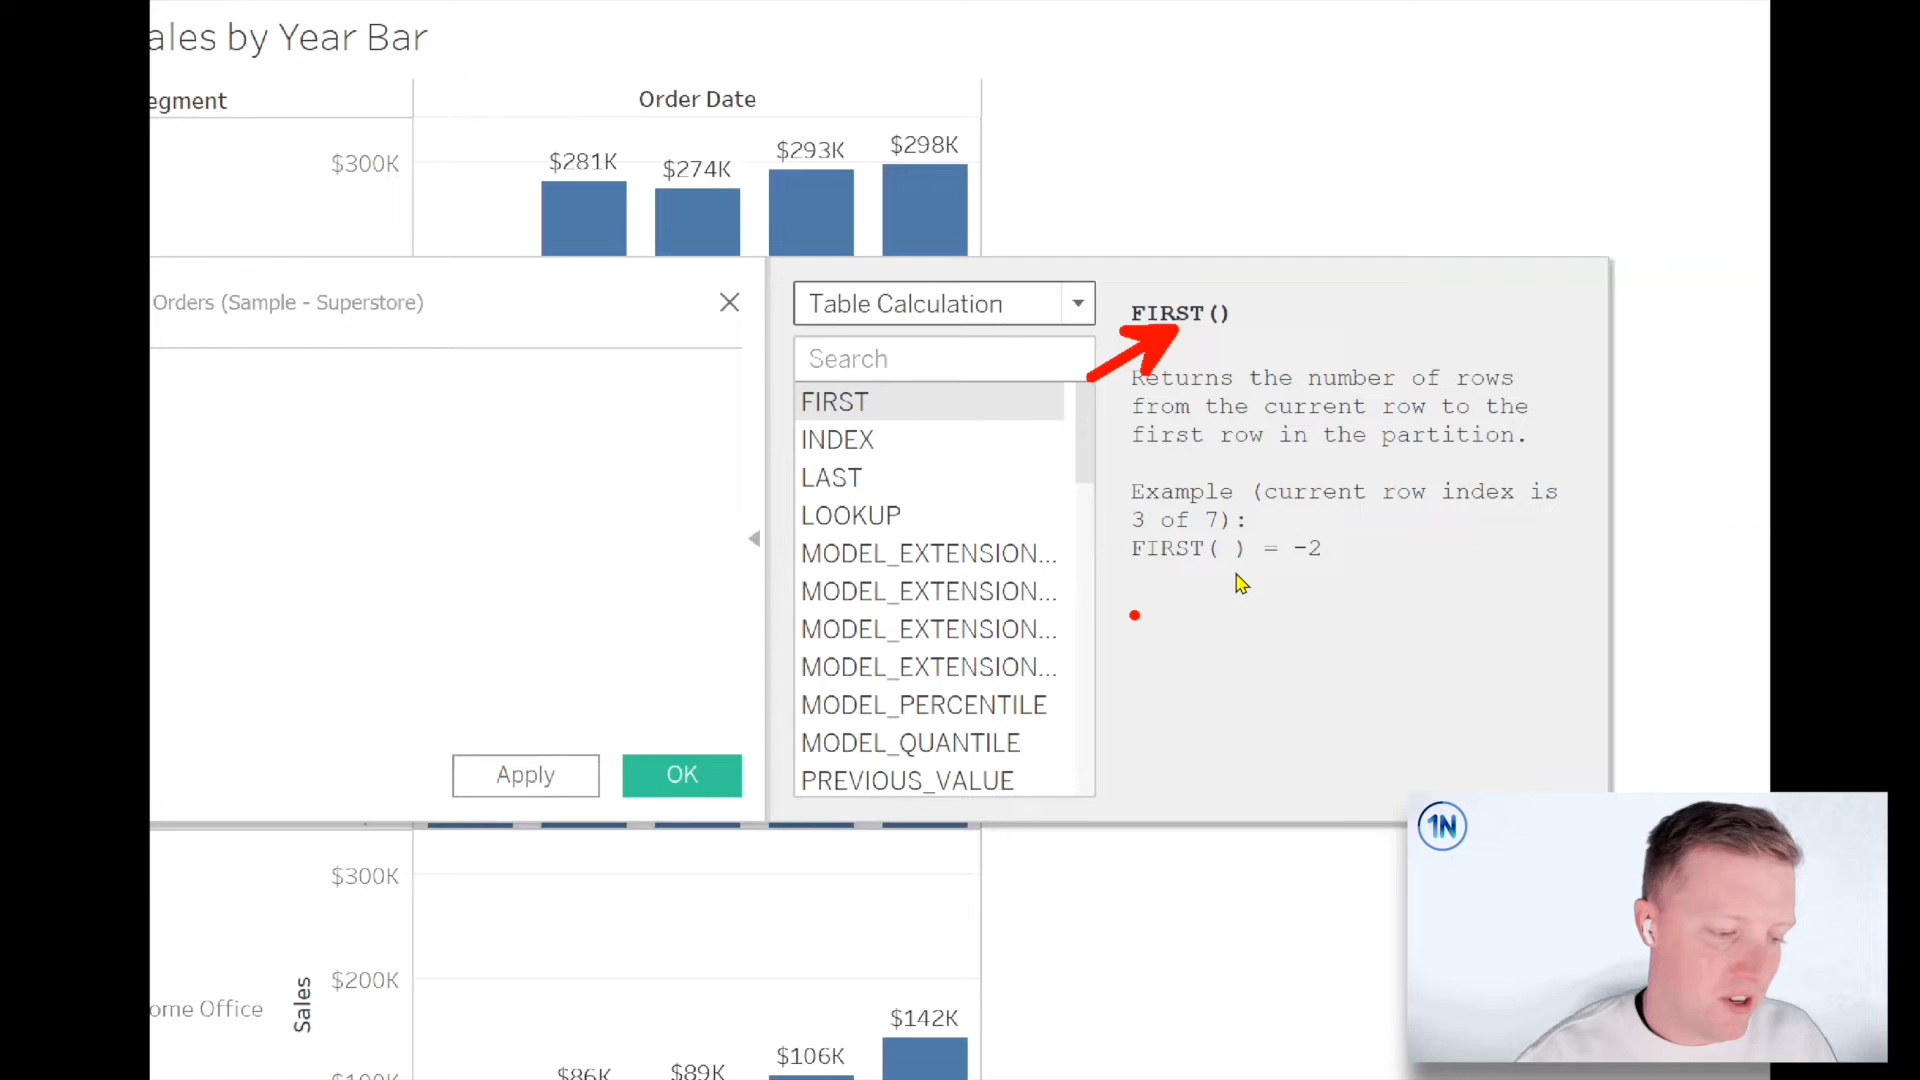 ales by Year Bar
egment
Order Date
$300K
$281K
$274K
$293K
$298K
Orders (Sample - Superstore)
Table Calculation
Search
FIRST
INDEX
LAST
LOOKUP
MODEL_EXTENSION...
MODEL_EXTENSION...
MODEL_EXTENSION...
MODEL_EXTENSION...
MODEL_PERCENTILE
MODEL_QUANTILE
PREVIOUS_VALUE
FIRST()
Returns the number of rows
from the current row to the
first row in the partition.
Example (current row index is
3 of 7):
FIRST( ) = -2
Apply
OK
$300K
$200K
ome Office
Sales
$142K
$106K
$86K
$89K
$100K
1N